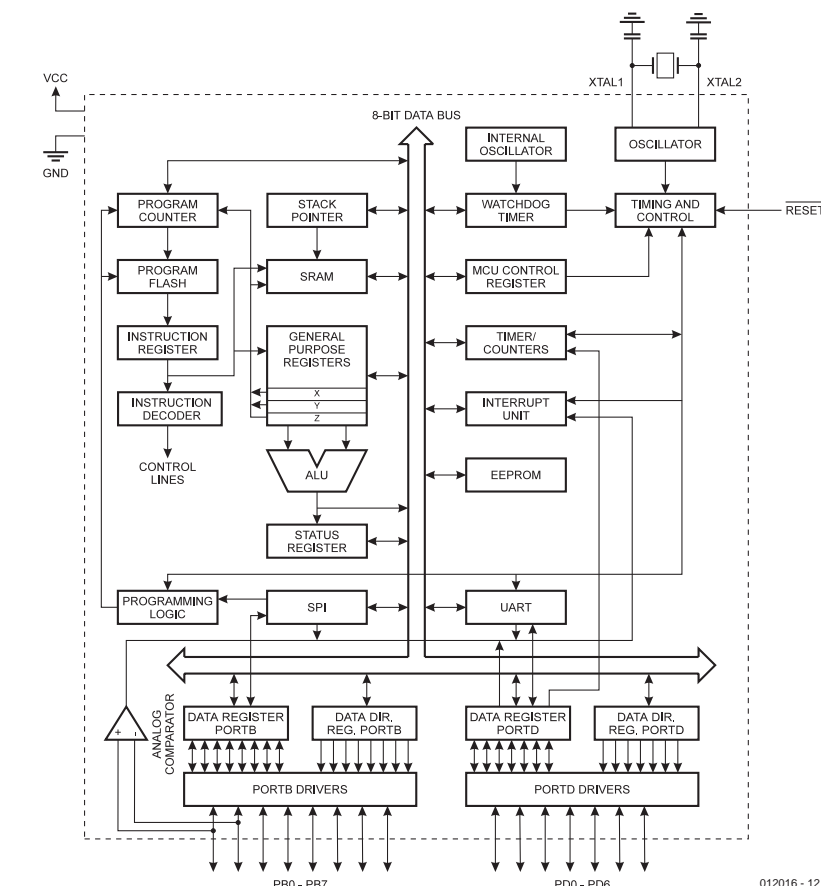 XTAL1
XTAL2
VCC
GND
8-BIT DATA BUS
INTERNAL
OSCILLATOR
OSCILLATOR
PROGRAM
COUNTER
STACK
POINTER
WATCHDOG
TIMER
TIMING AND
CONTROL
RESET
PROGRAM
FLASH
SRAM
MCU CONTROL
REGISTER
INSTRUCTION
REGISTER
GENERAL
PURPOSE
REGISTERS
X
Y
Z
TIMER/
COUNTERS
INSTRUCTION
DECODER
INTERRUPT
UNIT
CONTROL
LINES
ALU
EEPROM
STATUS
REGISTER
PROGRAMMING
LOGIC
SPI
UART
ANALOG
COMPARATOR
+
-
DATA REGISTER
PORTB
DATA DIR,
REG, PORTB
DATA REGISTER
PORTD
DATA DIR,
REG, PORTD
PORTB DRIVERS
PORTD DRIVERS
PB0 - PB7
PD0 - PD6
012016 - 12